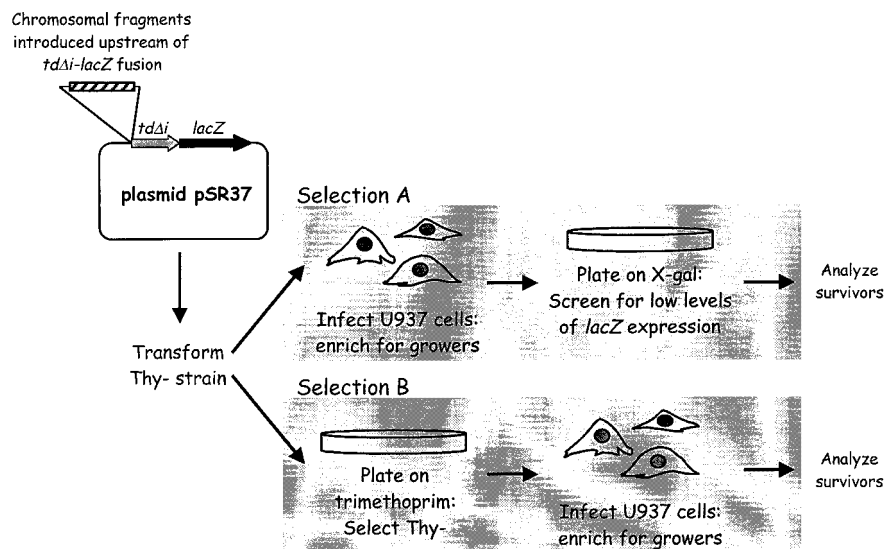 Chromosomal fragments
introduced upstream of
tdΔi-lacZ fusion
tdΔi lacZ
plasmid pSR37
Transform
Thy- strain
Selection A
Infect U937 cells:
enrich for growers
Plate on X-gal:
Screen for low levels
of lacZ expression
Analyze
survivors
Selection B
Plate on
trimethoprim:
Select Thy-
Infect U937 cells:
enrich for growers
Analyze
survivors